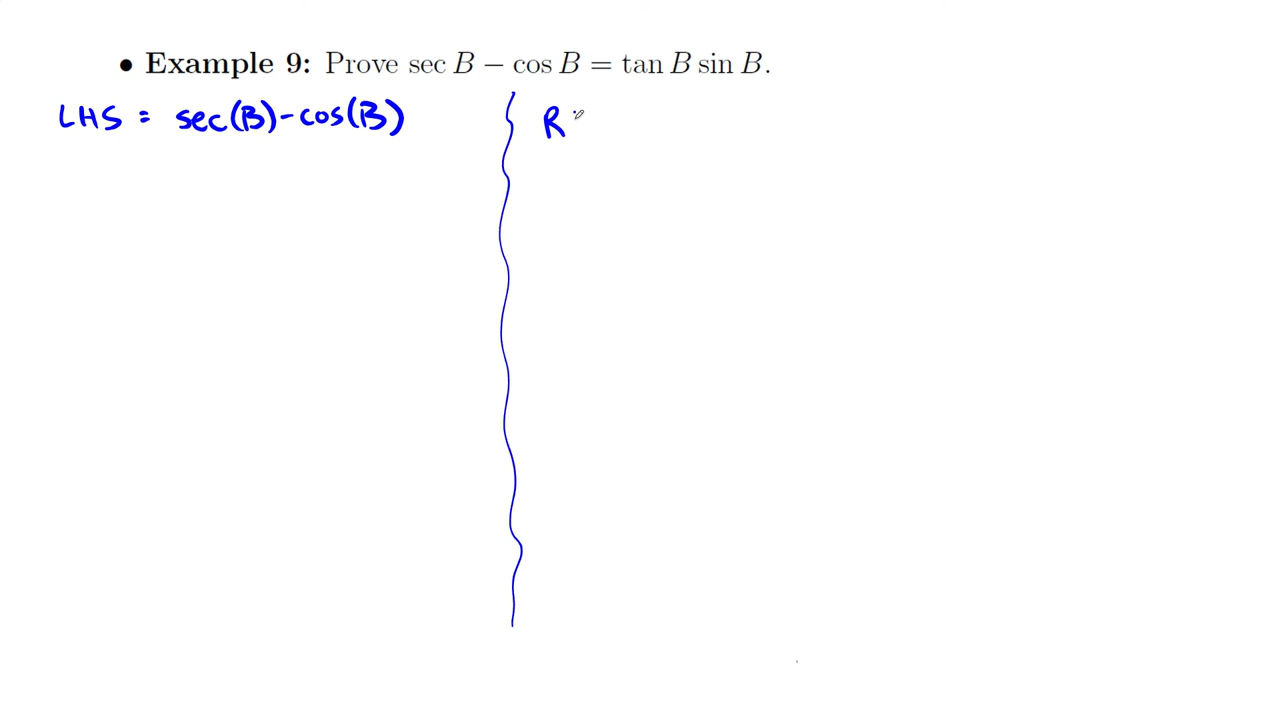 • Example 9: Prove sec B − cos B = tan B sin B.
LHS = sec(B)-cos(B)
R